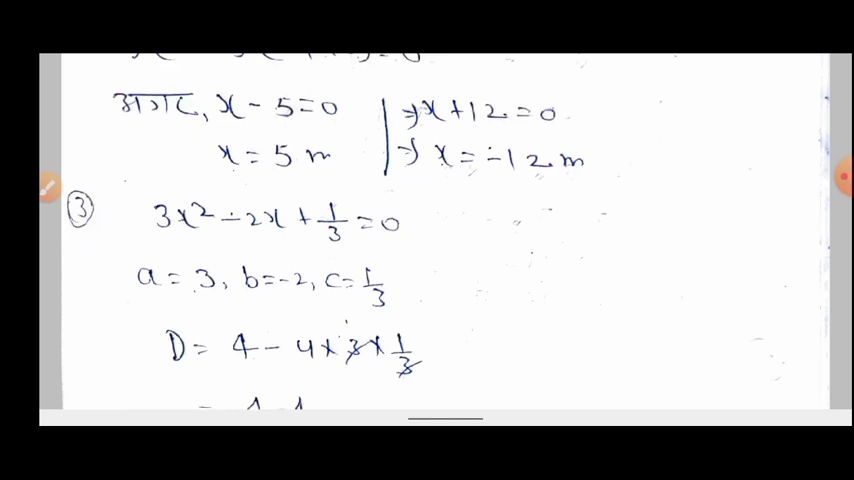 अगर, x - 5 = 0 | ⇒ x + 12 = 0
x = 5 m | ⇒ x = -12 m
③ 3x² - 2x + 1/3 = 0
a = 3, b = -2, c = 1/3
D = 4 - 4 × 3 × 1/3